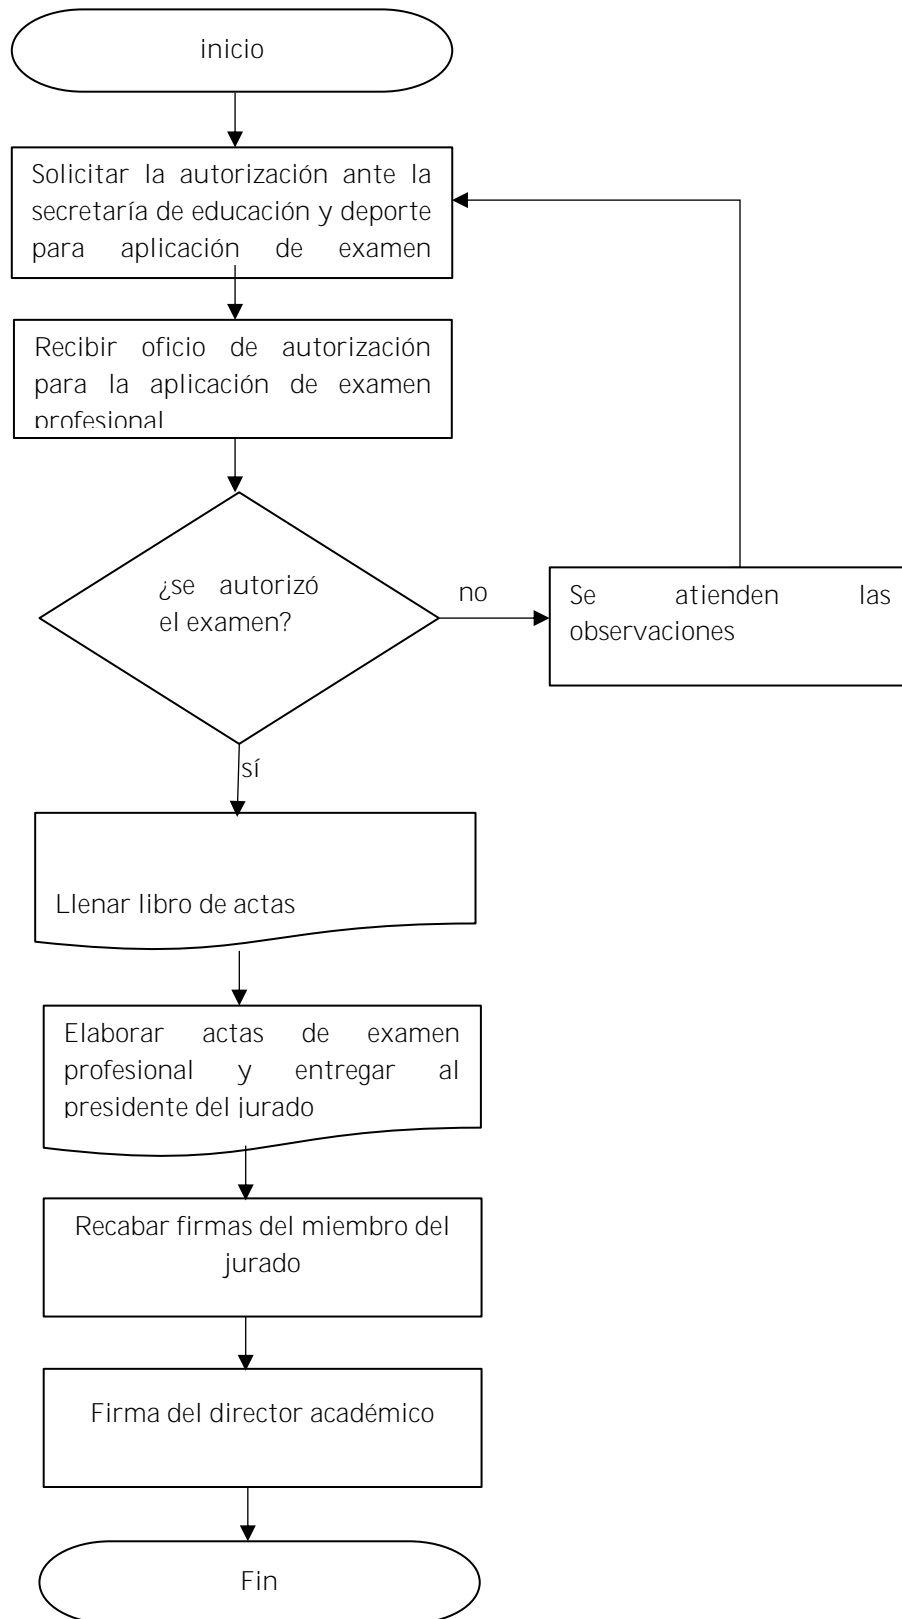 inicio
Solicitar la autorización ante la
secretaría de educación y deporte
para aplicación de examen
Recibir oficio de autorización
para la aplicación de examen
profesional
¿se autorizó
el examen?
no
Se atienden las
observaciones
sí
Llenar libro de actas
Elaborar actas de examen
profesional y entregar al
presidente del jurado
Recabar firmas del miembro del
jurado
Firma del director académico
Fin